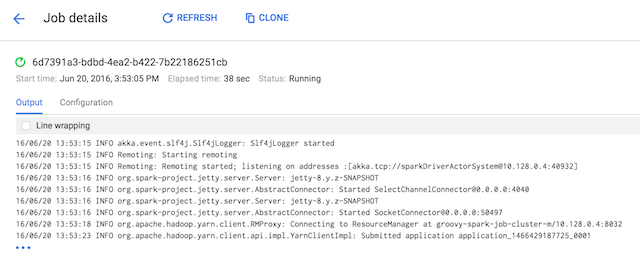 Job details
REFRESH
CLONE
6d7391a3-bdbd-4ea2-b422-7b22186251cb
Start time: Jun 20, 2016, 3:53:05 PM Elapsed time: 38 sec Status: Running
Output Configuration
Line wrapping
16/06/20 13:53:15 INFO akka.event.slf4j.Slf4jLogger: Slf4jLogger started
16/06/20 13:53:15 INFO Remoting: Starting remoting
16/06/20 13:53:15 INFO Remoting: Remoting started; listening on addresses :[akka.tcp://sparkDriverActorSystem@10.128.0.4:40932]
16/06/20 13:53:15 INFO org.spark-project.jetty.server.Server: jetty-8.y.z-SNAPSHOT
16/06/20 13:53:15 INFO org.spark-project.jetty.server.AbstractConnector: Started SelectChannelConnector@0.0.0.0:4040
16/06/20 13:53:15 INFO org.spark-project.jetty.server.Server: jetty-8.y.z-SNAPSHOT
16/06/20 13:53:15 INFO org.spark-project.jetty.server.AbstractConnector: Started SocketConnector@0.0.0.0:50497
16/06/20 13:53:18 INFO org.apache.hadoop.yarn.client.RMProxy: Connecting to ResourceManager at groovy-spark-job-cluster-m/10.128.0.4:8032
16/06/20 13:53:23 INFO org.apache.hadoop.yarn.client.api.impl.YarnClientImpl: Submitted application application_1466429187725_0001